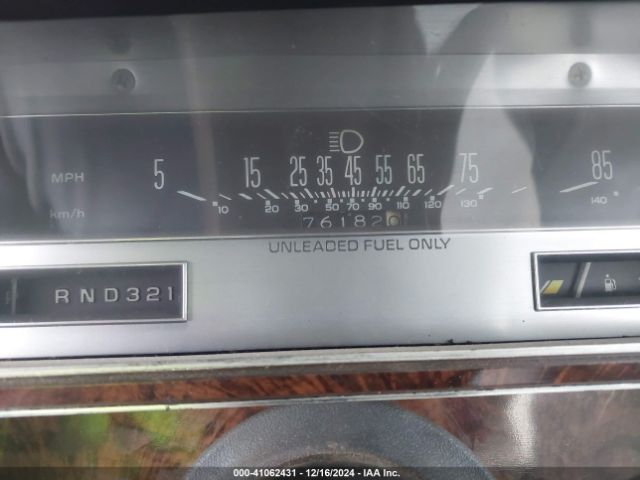 MPH 5 15 25 35 45 55 65 75 85
km/h 10 20 30 50 70 90 110 120 130 140
76182
UNLEADED FUEL ONLY
RND321
000-41062431 - 12/16/2024 - IAA Inc.